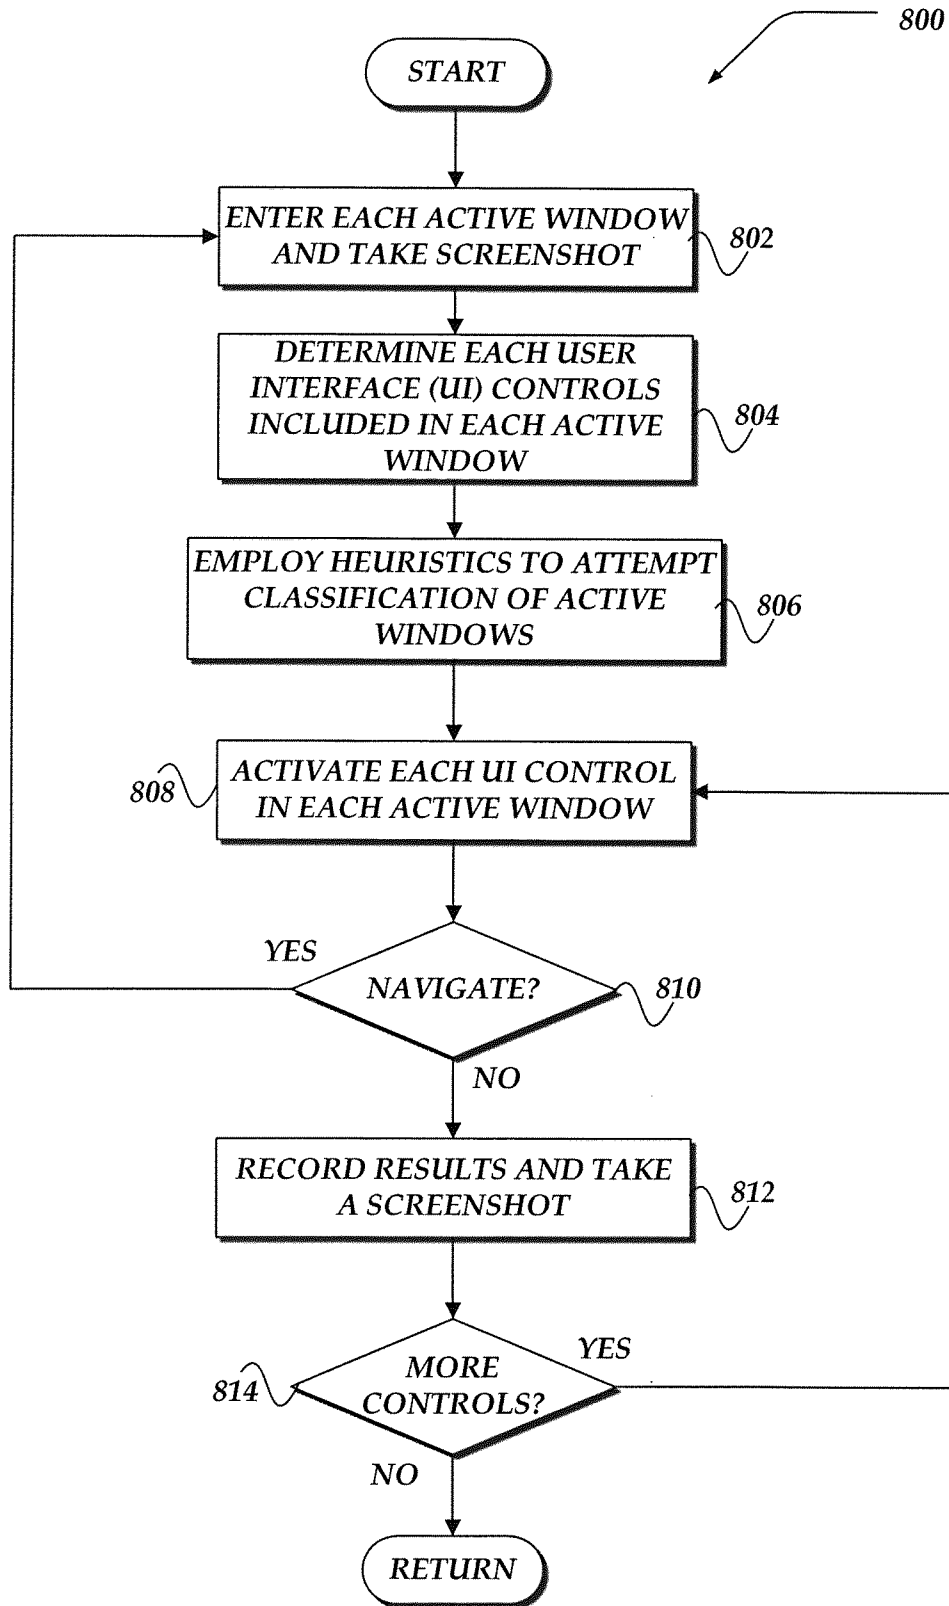 800
START
ENTER EACH ACTIVE WINDOW
AND TAKE SCREENSHOT
802
DETERMINE EACH USER
INTERFACE (UI) CONTROLS
INCLUDED IN EACH ACTIVE
WINDOW
804
EMPLOY HEURISTICS TO ATTEMPT
CLASSIFICATION OF ACTIVE
WINDOWS
806
808
ACTIVATE EACH UI CONTROL
IN EACH ACTIVE WINDOW
YES
NAVIGATE?
810
NO
RECORD RESULTS AND TAKE
A SCREENSHOT
812
YES
814
MORE
CONTROLS?
NO
RETURN